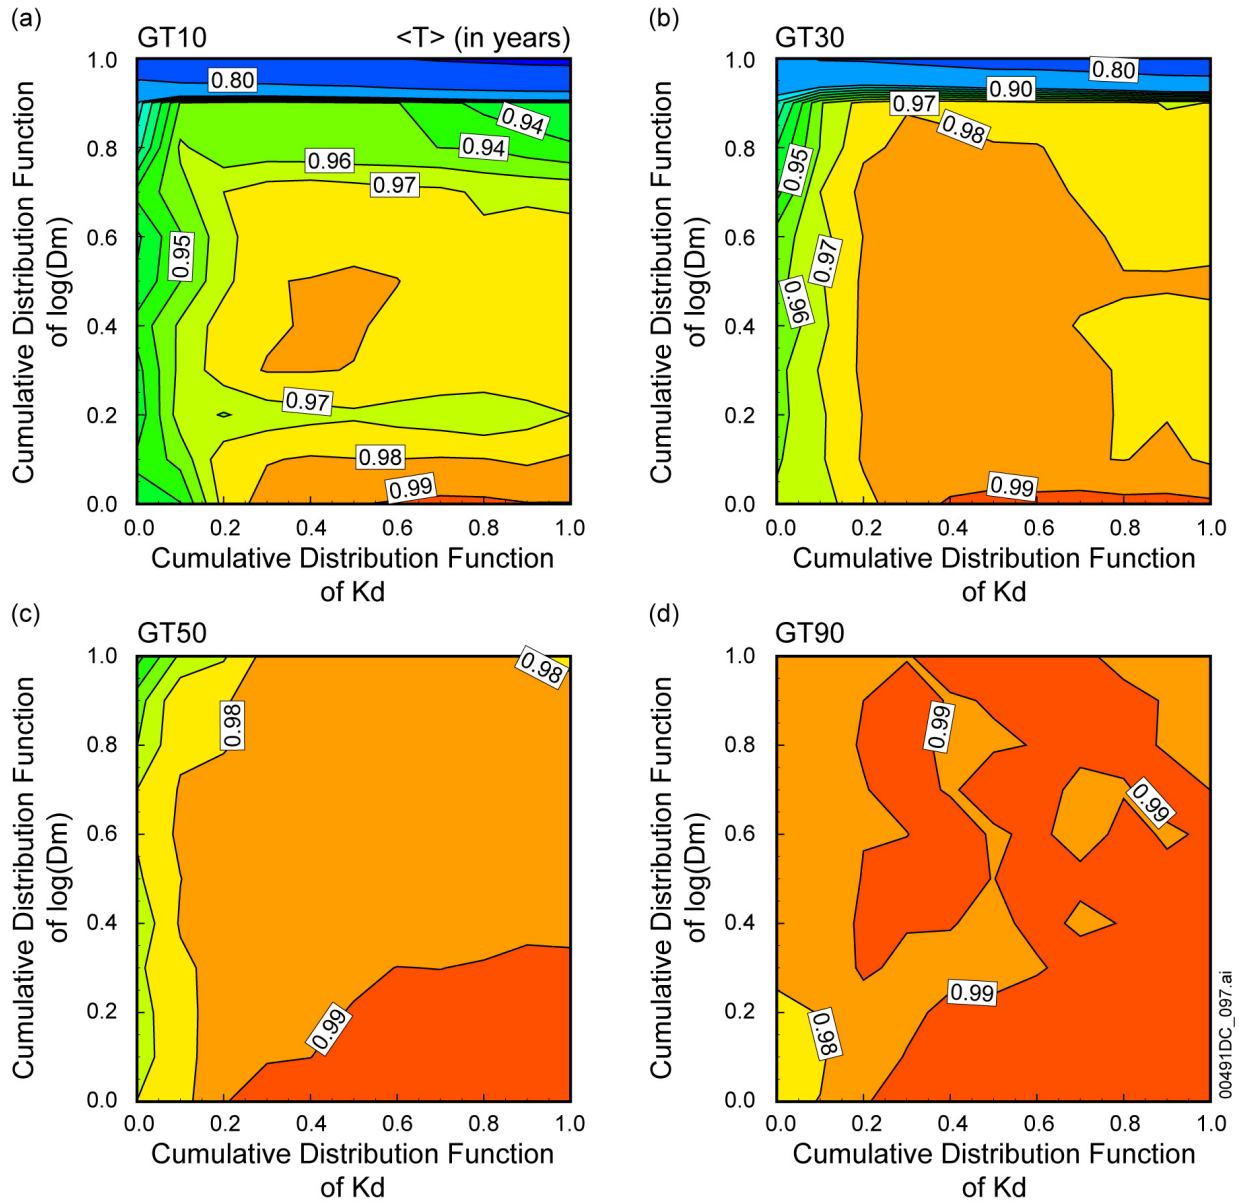 (a)
GT10 <T> (in years)
1.0
0.8
0.6
0.4
0.2
0.0
Cumulative Distribution Function
of log(Dm)
0.80
0.94
0.94
0.96
0.97
0.95
0.97
0.98
0.99
0.0 0.2 0.4 0.6 0.8 1.0
Cumulative Distribution Function
of Kd
(b)
GT30
1.0
0.8
0.6
0.4
0.2
0.0
Cumulative Distribution Function
of log(Dm)
0.80
0.90
0.97
0.98
0.95
0.97
0.96
0.99
0.0 0.2 0.4 0.6 0.8 1.0
Cumulative Distribution Function
of Kd
(c)
GT50
1.0
0.8
0.6
0.4
0.2
0.0
Cumulative Distribution Function
of log(Dm)
0.98
0.98
0.99
0.0 0.2 0.4 0.6 0.8 1.0
Cumulative Distribution Function
of Kd
(d)
GT90
1.0
0.8
0.6
0.4
0.2
0.0
Cumulative Distribution Function
of log(Dm)
0.99
0.99
0.99
0.98
0.0 0.2 0.4 0.6 0.8 1.0
Cumulative Distribution Function
of Kd
00491DC_097.ai